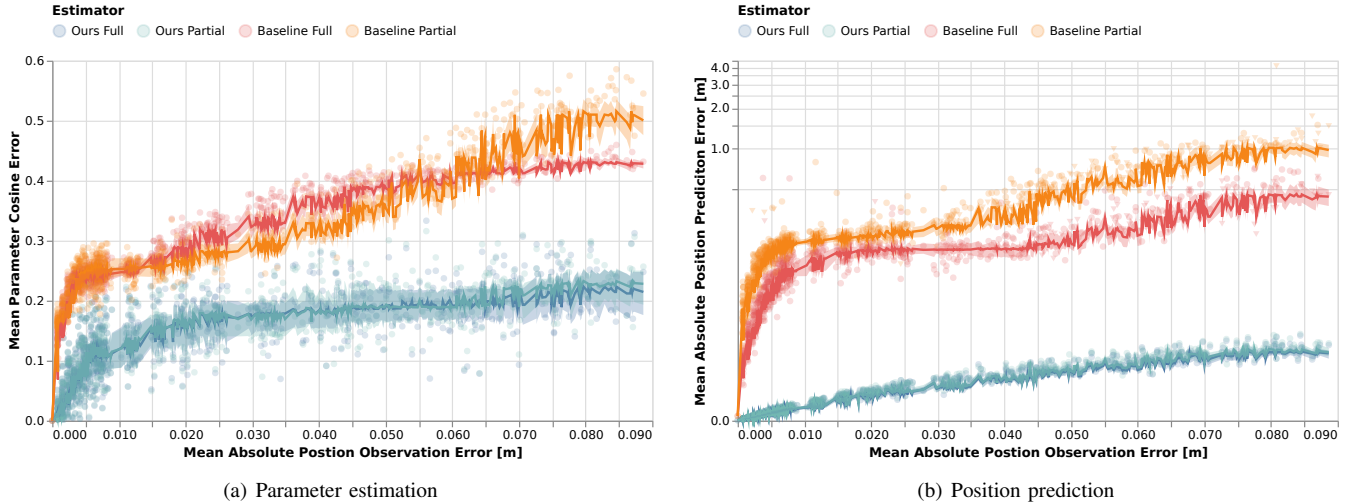 Estimator
Ours Full Ours Partial Baseline Full Baseline Partial
0.6
0.5
0.4
0.3
0.2
0.1
0.0
Mean Parameter Cosine Error
0.000 0.010 0.020 0.030 0.040 0.050 0.060 0.070 0.080 0.090
Mean Absolute Postion Observation Error [m]
(a) Parameter estimation
Estimator
Ours Full Ours Partial Baseline Full Baseline Partial
4.0
3.0
2.0
1.0
0.0
Mean Absolute Position Prediciton Error [m]
0.000 0.010 0.020 0.030 0.040 0.050 0.060 0.070 0.080 0.090
Mean Absolute Postion Observation Error [m]
(b) Position prediction